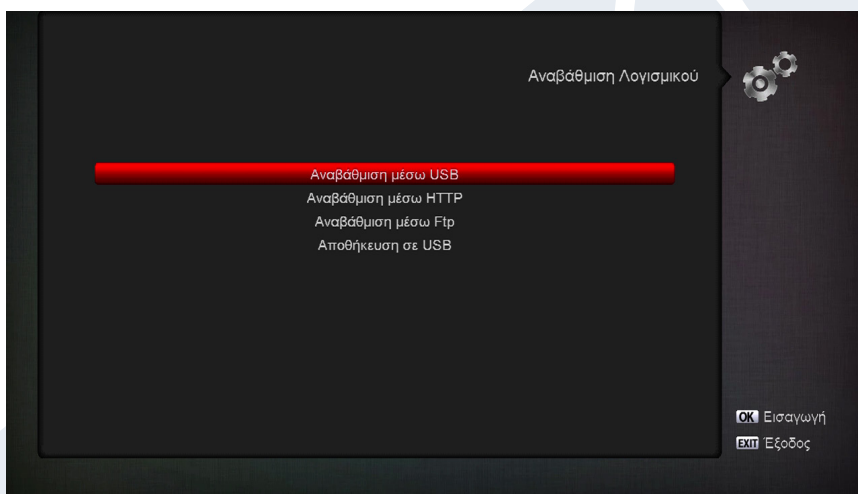 Αναβάθμιση Λογισμικού
Αναβάθμιση μέσω USB
Αναβάθμιση μέσω HTTP
Αναβάθμιση μέσω Ftp
Αποθήκευση σε USB
OK Εισαγωγή
EXIT Έξοδος